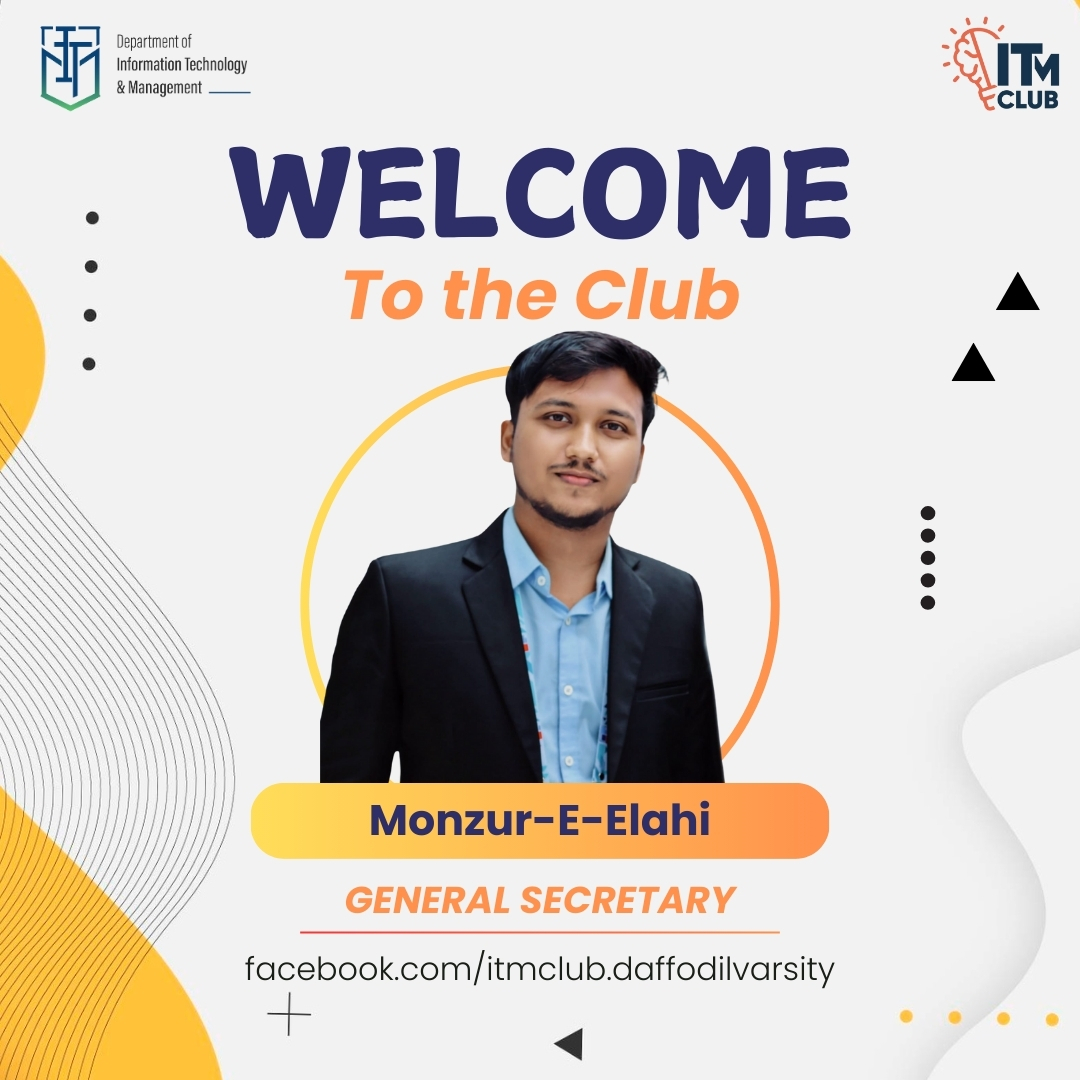 Department of
Information Technology
& Management
ITM
CLUB
WELCOME
To the Club
Monzur-E-Elahi
GENERAL SECRETARY
facebook.com/itmclub.daffodilvarsity